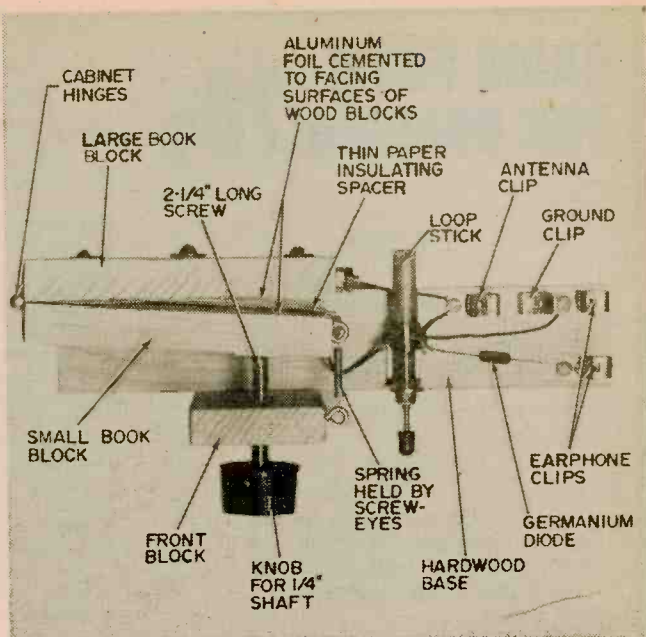 CABINET
HINGES
ALUMINUM
FOIL CEMENTED
TO FACING
SURFACES OF
WOOD BLOCKS
LARGE BOOK
BLOCK
2-1/4" LONG
SCREW
THIN PAPER
INSULATING
SPACER
LOOP
STICK
ANTENNA
CLIP
GROUND
CLIP
SMALL BOOK
BLOCK
FRONT
BLOCK
KNOB
FOR 1/4"
SHAFT
SPRING
HELD BY
SCREW-
EYES
HARDWOOD
BASE
GERMANIUM
DIODE
EARPHONE
CLIPS